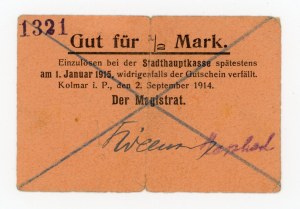 1321
Gut für ½ Mark.
Einzulösen bei der Stadthauptkasse spätestens
am 1. Januar 1915, widrigenfalls der Gutschein verfällt.
Kolmar i. P., den 2. September 1914.
Der Magistrat.